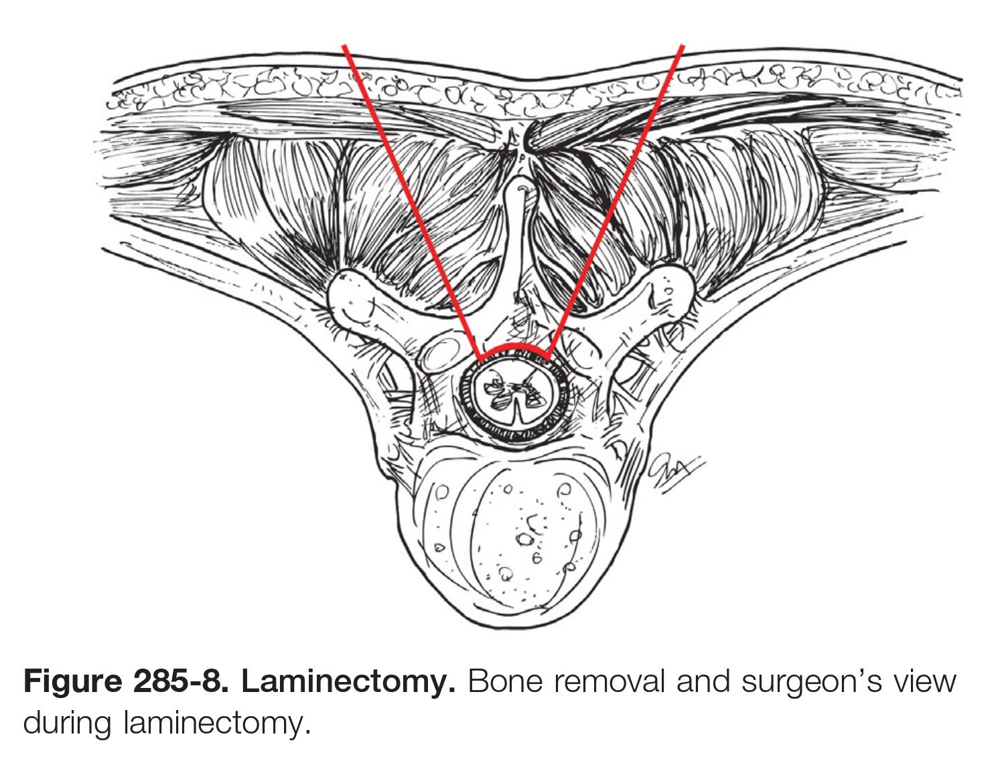 Figure 285-8. Laminectomy. Bone removal and surgeon’s view
during laminectomy.